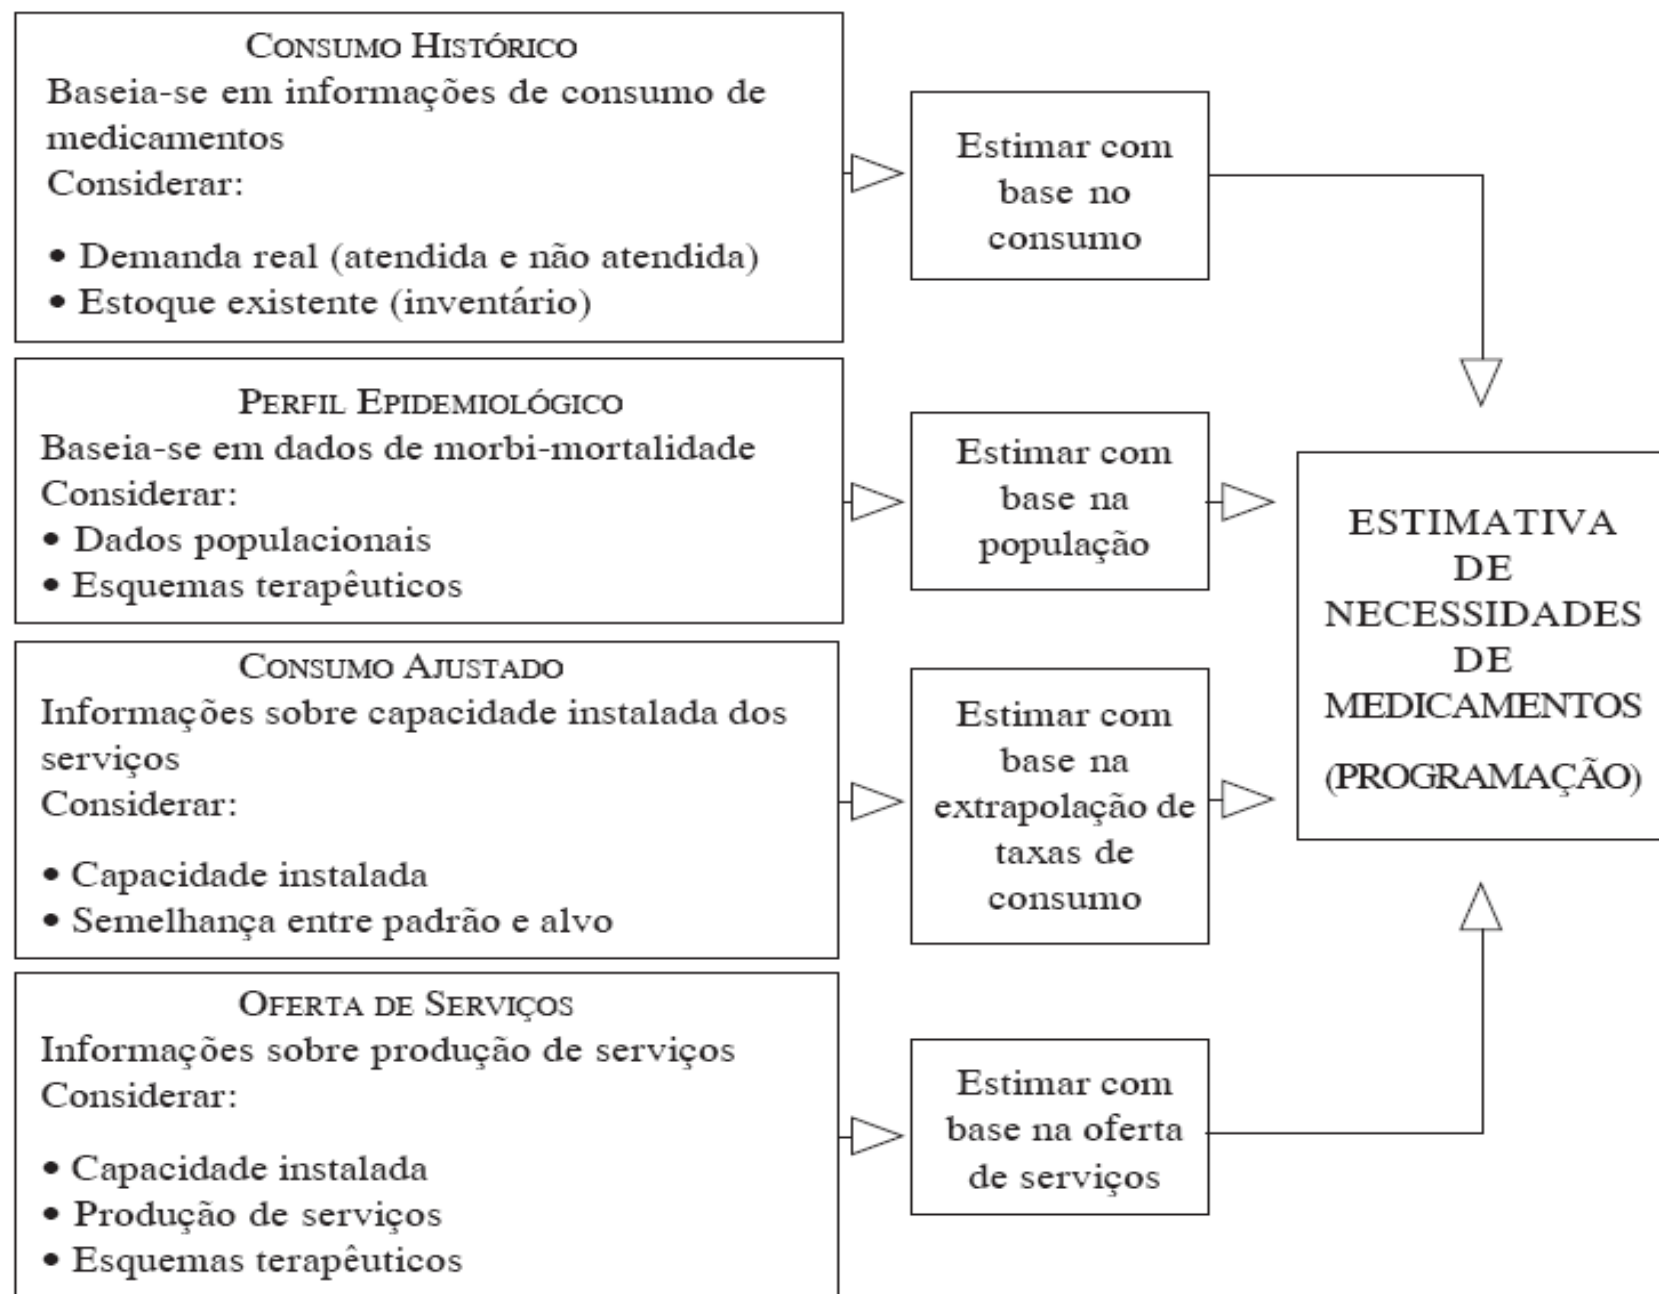 CONSUMO HISTÓRICO
Baseia-se em informações de consumo de
medicamentos
Considerar:
• Demanda real (atendida e não atendida)
• Estoque existente (inventário)
Estimar com
base no
consumo
PERFIL EPIDEMIOLÓGICO
Baseia-se em dados de morbi-mortalidade
Considerar:
• Dados populacionais
• Esquemas terapêuticos
Estimar com
base na
população
CONSUMO AJUSTADO
Informações sobre capacidade instalada dos
serviços
Considerar:
• Capacidade instalada
• Semelhança entre padrão e alvo
Estimar com
base na
extrapolação de
taxas de
consumo
OFERTA DE SERVIÇOS
Informações sobre produção de serviços
Considerar:
• Capacidade instalada
• Produção de serviços
• Esquemas terapêuticos
Estimar com
base na oferta
de serviços
ESTIMATIVA
DE
NECESSIDADES
DE
MEDICAMENTOS
(PROGRAMAÇÃO)